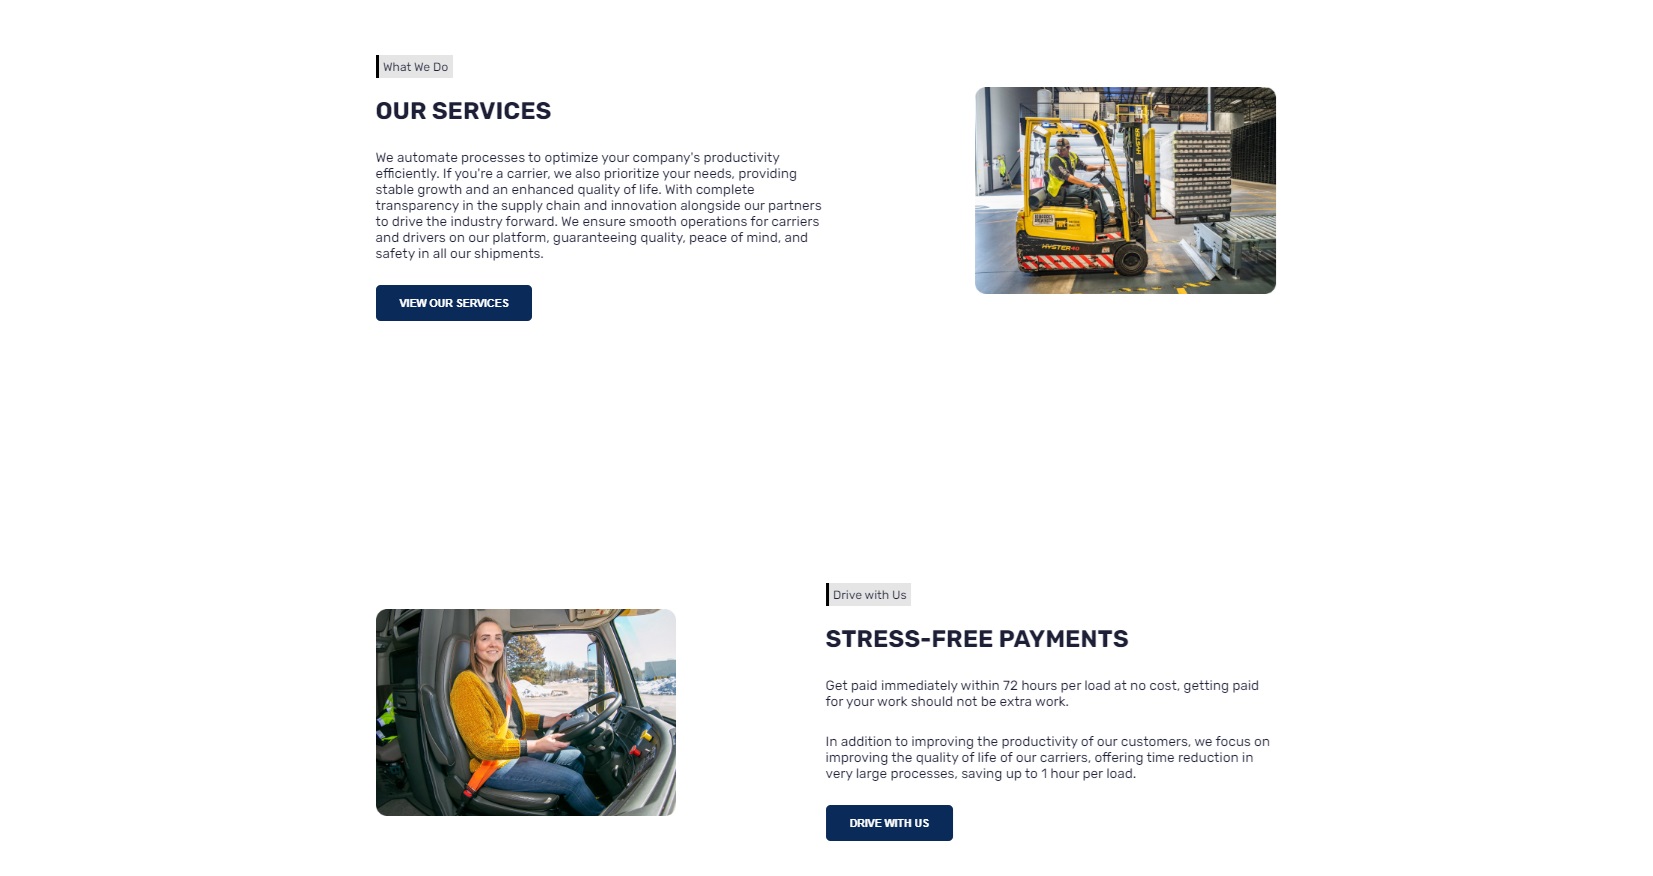 What We Do
OUR SERVICES
We automate processes to optimize your company's productivity
efficiently. If you're a carrier, we also prioritize your needs, providing
stable growth and an enhanced quality of life. With complete
transparency in the supply chain and innovation alongside our partners
to drive the industry forward. We ensure smooth operations for carriers
and drivers on our platform, guaranteeing quality, peace of mind, and
safety in all our shipments.
VIEW OUR SERVICES
HYSTER
HYSTER 40
Drive with Us
STRESS-FREE PAYMENTS
Get paid immediately within 72 hours per load at no cost, getting paid
for your work should not be extra work.
In addition to improving the productivity of our customers, we focus on
improving the quality of life of our carriers, offering time reduction in
very large processes, saving up to 1 hour per load.
DRIVE WITH US